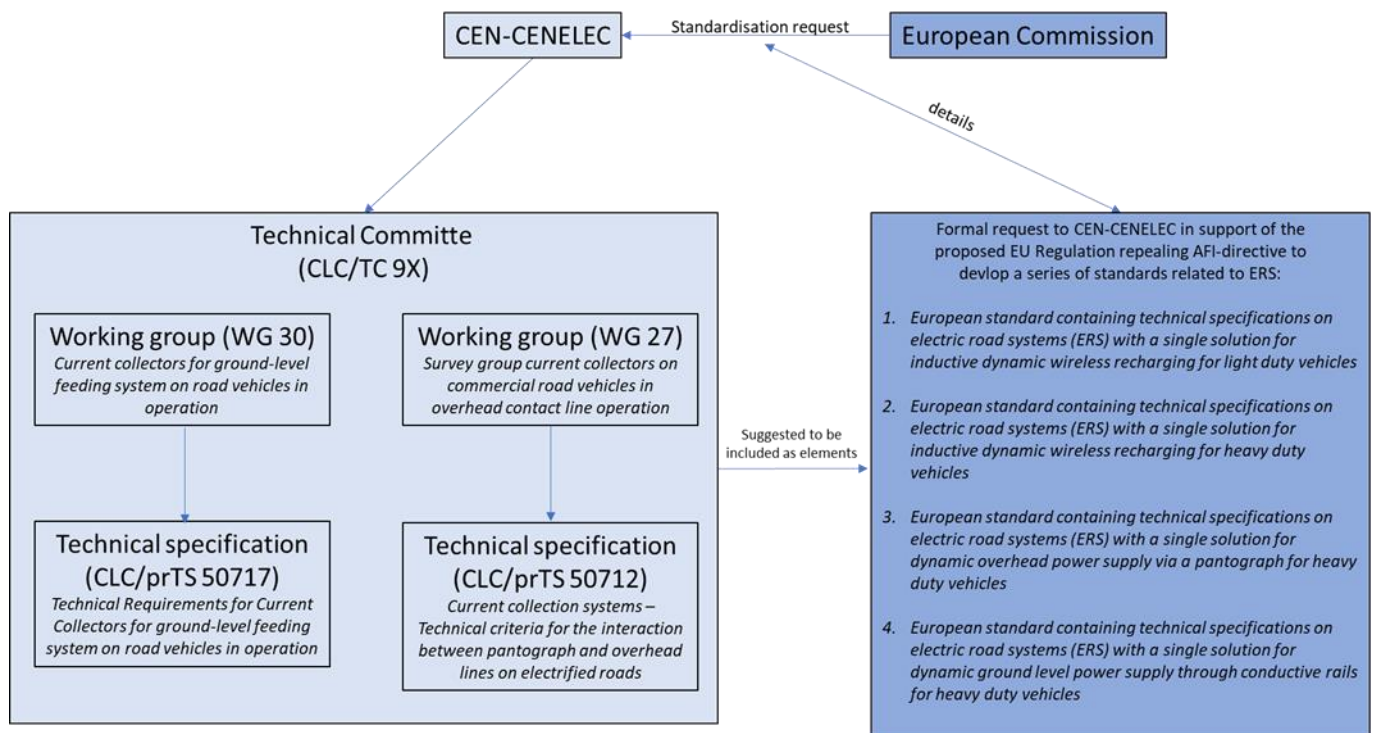 CEN-CENELEC
Standardisation request
European Commission
details
Technical Committe
(CLC/TC 9X)
Working group (WG 30)
Current collectors for ground-level
feeding system on road vehicles in
operation
Working group (WG 27)
Survey group current collectors on
commercial road vehicles in
overhead contact line operation
Technical specification
(CLC/prTS 50717)
Technical Requirements for Current
Collectors for ground-level feeding
system on road vehicles in operation
Technical specification
(CLC/prTS 50712)
Current collection systems –
Technical criteria for the interaction
between pantograph and overhead
lines on electrified roads
Suggested to be
included as elements
Formal request to CEN-CENELEC in support of the
proposed EU Regulation repealing AFI-directive to
devlop a series of standards related to ERS:
1. European standard containing technical specifications on
electric road systems (ERS) with a single solution for
inductive dynamic wireless recharging for light duty vehicles
2. European standard containing technical specifications on
electric road systems (ERS) with a single solution for
inductive dynamic wireless recharging for heavy duty
vehicles
3. European standard containing technical specifications on
electric road systems (ERS) with a single solution for
dynamic overhead power supply via a pantograph for heavy
duty vehicles
4. European standard containing technical specifications on
electric road systems (ERS) with a single solution for
dynamic ground level power supply through conductive rails
for heavy duty vehicles